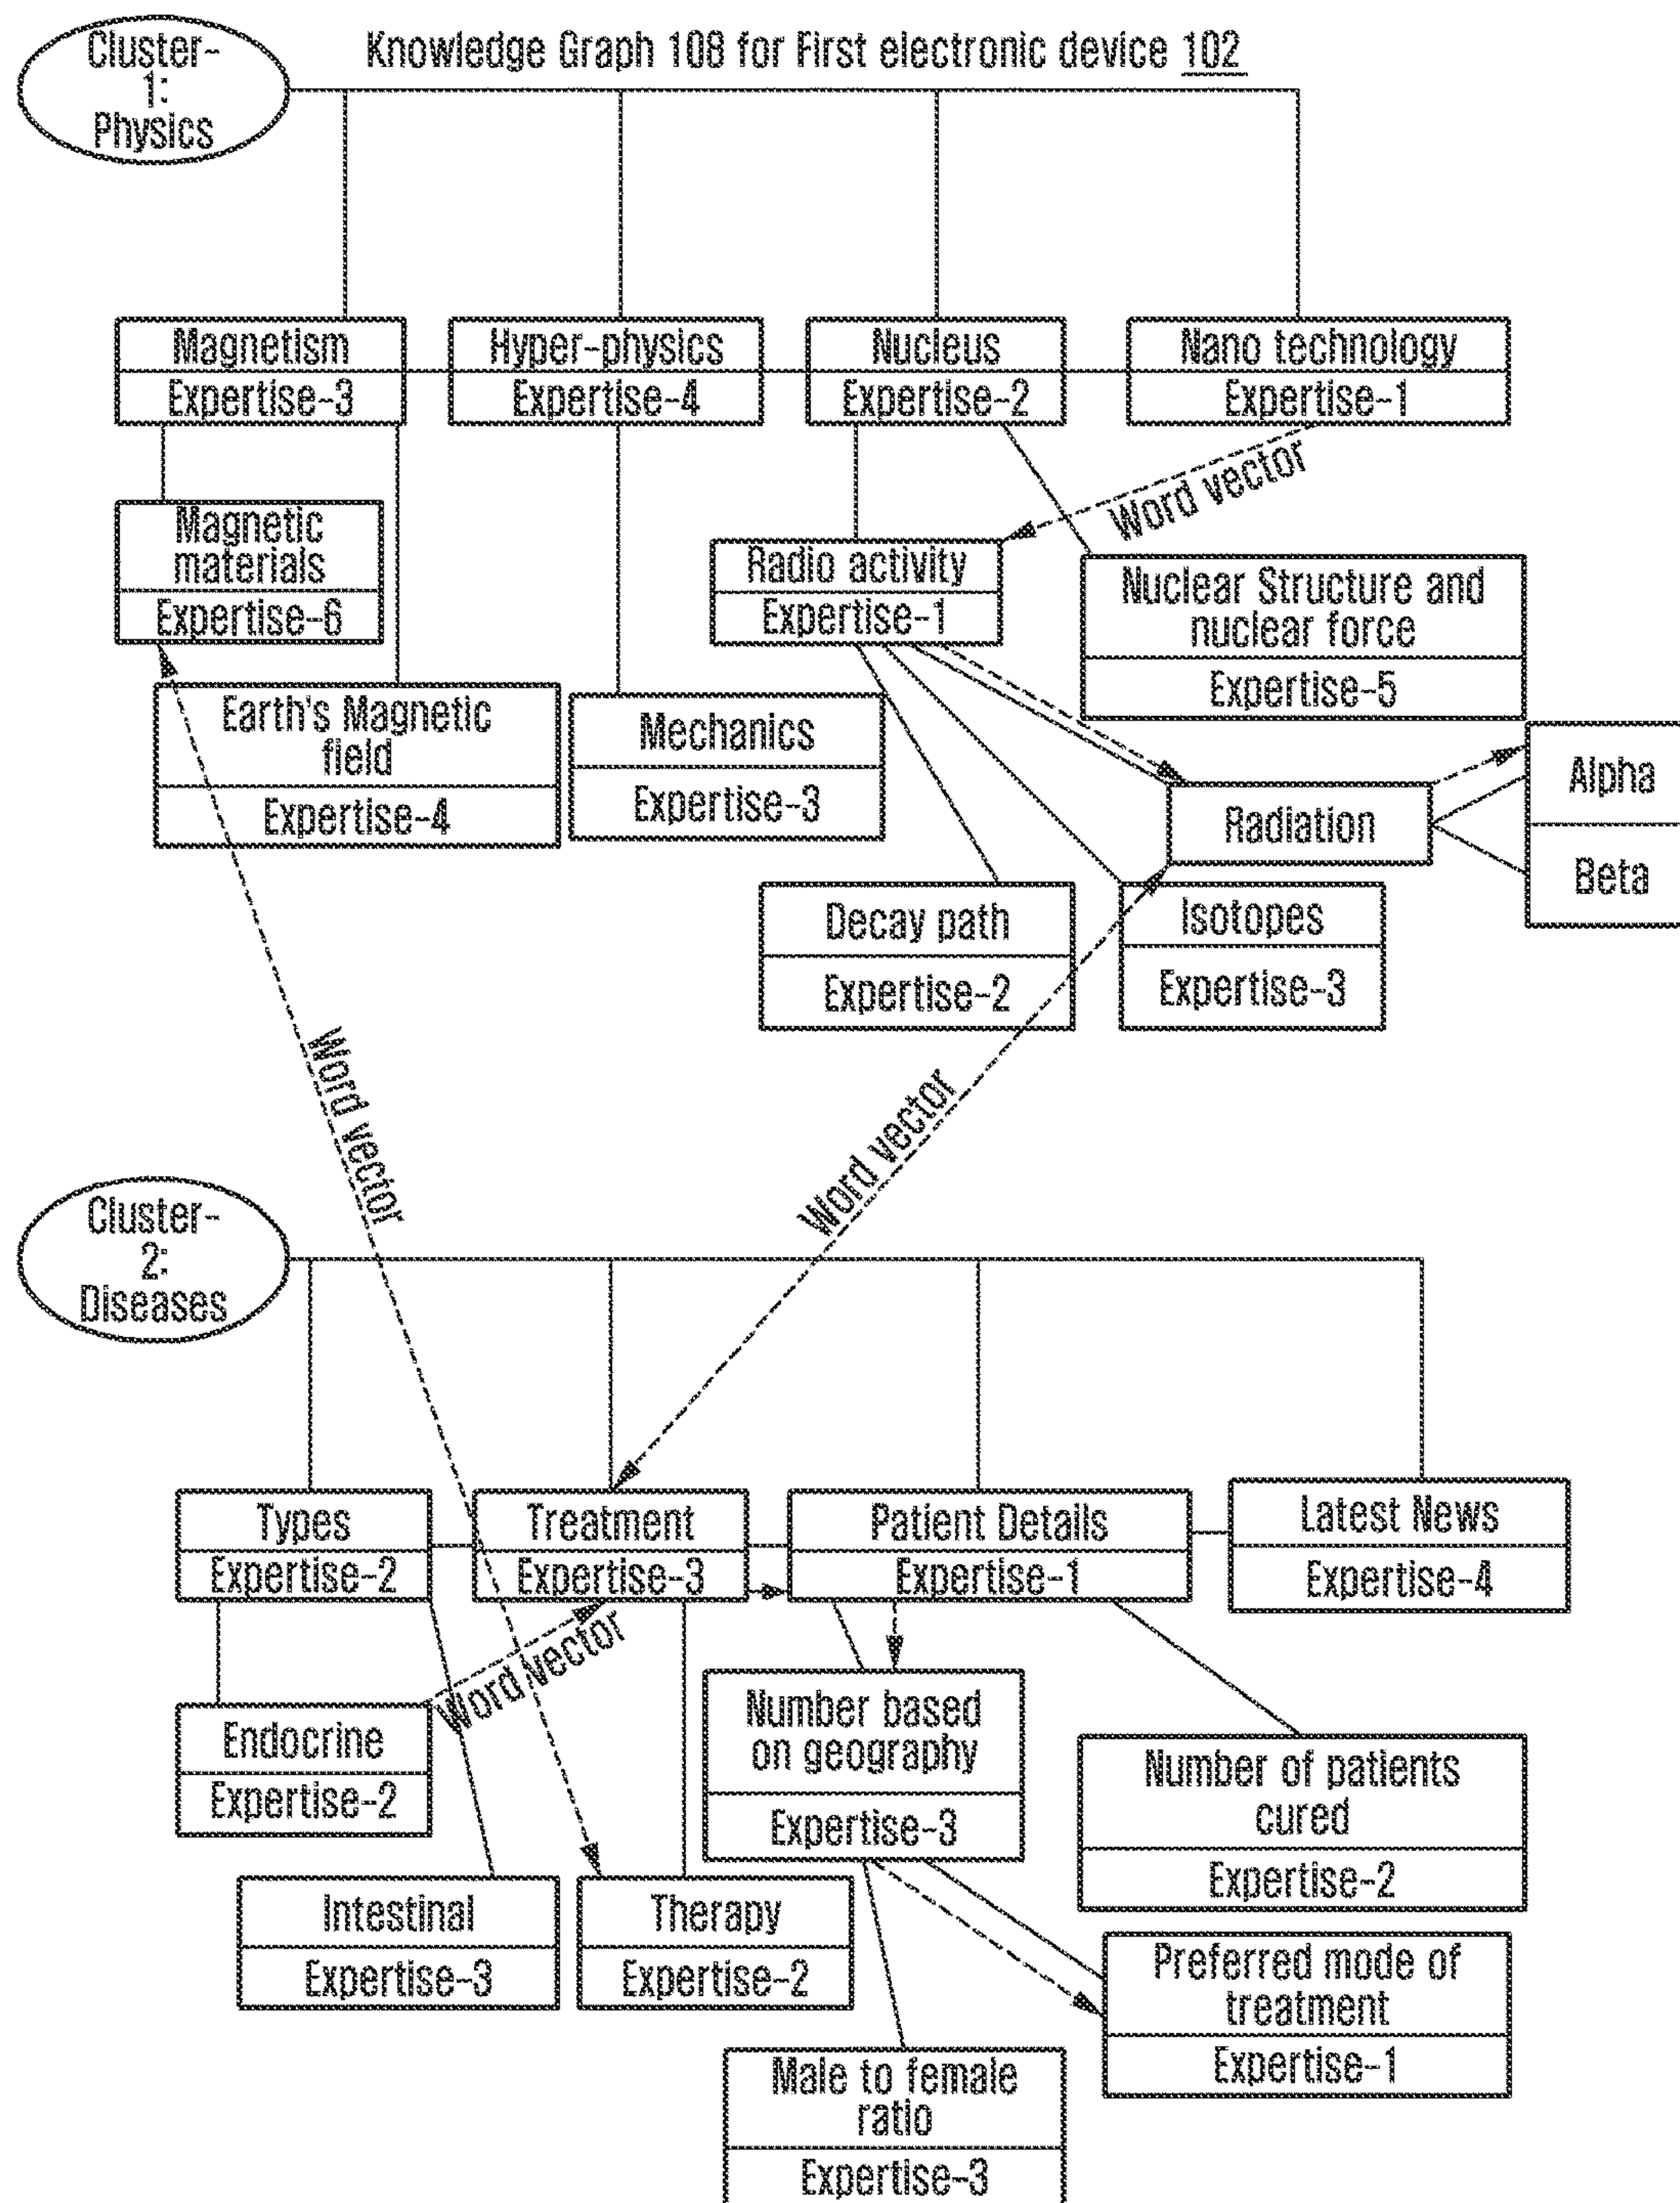 Cluster-
1:
Physics
Knowledge Graph 108 for First electronic device 102
Magnetism
Expertise-3
Hyper-physics
Expertise-4
Nucleus
Expertise-2
Nano technology
Expertise-1
Word vector
Magnetic
materials
Expertise-6
Radio activity
Expertise-1
Nuclear Structure and
nuclear force
Expertise-5
Earth's Magnetic
field
Expertise-4
Mechanics
Expertise-3
Radiation
Alpha
Beta
Decay path
Expertise-2
Isotopes
Expertise-3
Word vector
Word vector
Cluster-
2:
Diseases
Types
Expertise-2
Treatment
Expertise-3
Patient Details
Expertise-1
Latest News
Expertise-4
Word vector
Endocrine
Expertise-2
Number based
on geography
Expertise-3
Number of patients
cured
Expertise-2
Intestinal
Expertise-3
Therapy
Expertise-2
Preferred mode of
treatment
Expertise-1
Male to female
ratio
Expertise-3